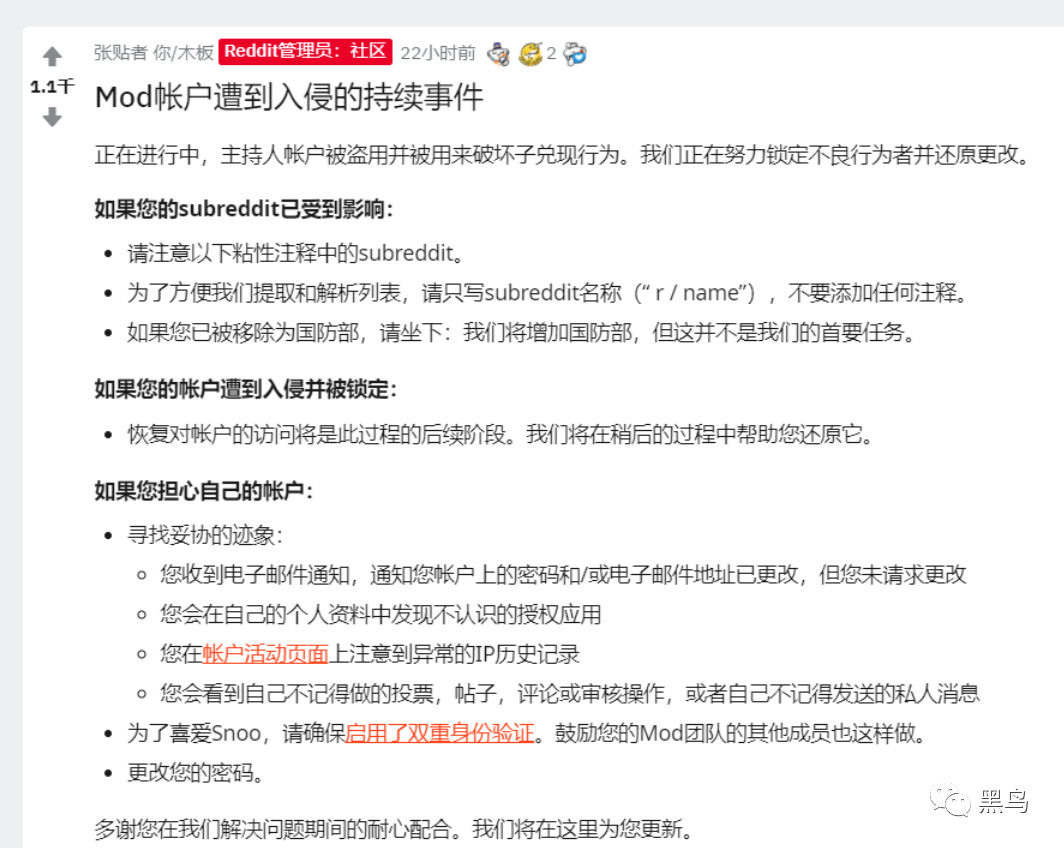 张贴者 你/木板 Reddit管理员：社区 22小时前 2
1.1千
Mod帐户遭到入侵的持续事件
正在进行中，主持人帐户被盗用并被用来破坏子兑现行为。我们正在努力锁定不良行为者并还原更改。
如果您的subreddit已受到影响：
• 请注意以下粘性注释中的subreddit。
• 为了方便我们提取和解析列表，请只写subreddit名称（“ r / name”），不要添加任何注释。
• 如果您已被移除为国防部，请坐下：我们将增加国防部，但这并不是我们的首要任务。
如果您的帐户遭到入侵并被锁定：
• 恢复对帐户的访问将是此过程的后续阶段。我们将在稍后的过程中帮助您还原它。
如果您担心自己的帐户：
• 寻找妥协的迹象：
○ 您收到电子邮件通知，通知您帐户上的密码和/或电子邮件地址已更改，但您未请求更改
○ 您会在自己的个人资料中发现不认识的授权应用
○ 您在帐户活动页面上注意到异常的IP历史记录
○ 您会看到自己不记得做的投票，帖子，评论或审核操作，或者自己不记得发送的私人消息
• 为了喜爱Snoo，请确保启用了双重身份验证。鼓励您的Mod团队的其他成员也这样做。
• 更改您的密码。
多谢您在我们解决问题期间的耐心配合。我们将在这里为您更新。
黑鸟